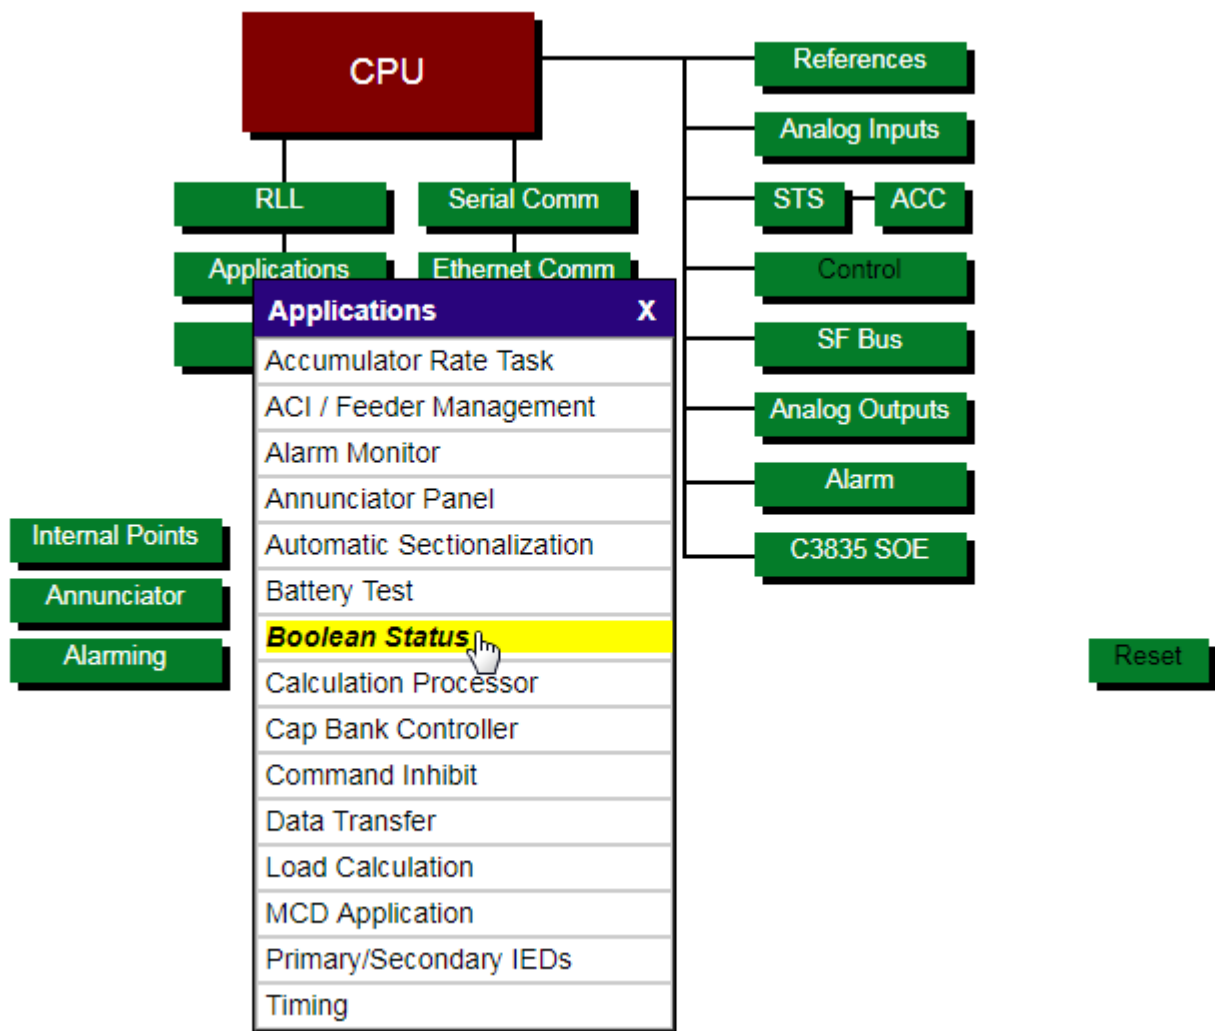 CPU
References
Analog Inputs
RLL
Serial Comm
STS
ACC
Applications
Ethernet Comm
Control
Applications X
SF Bus
Accumulator Rate Task
ACI / Feeder Management
Analog Outputs
Alarm Monitor
Alarm
Annunciator Panel
Internal Points
Automatic Sectionalization
C3835 SOE
Battery Test
Annunciator
Boolean Status
Alarming
Reset
Calculation Processor
Cap Bank Controller
Command Inhibit
Data Transfer
Load Calculation
MCD Application
Primary/Secondary IEDs
Timing